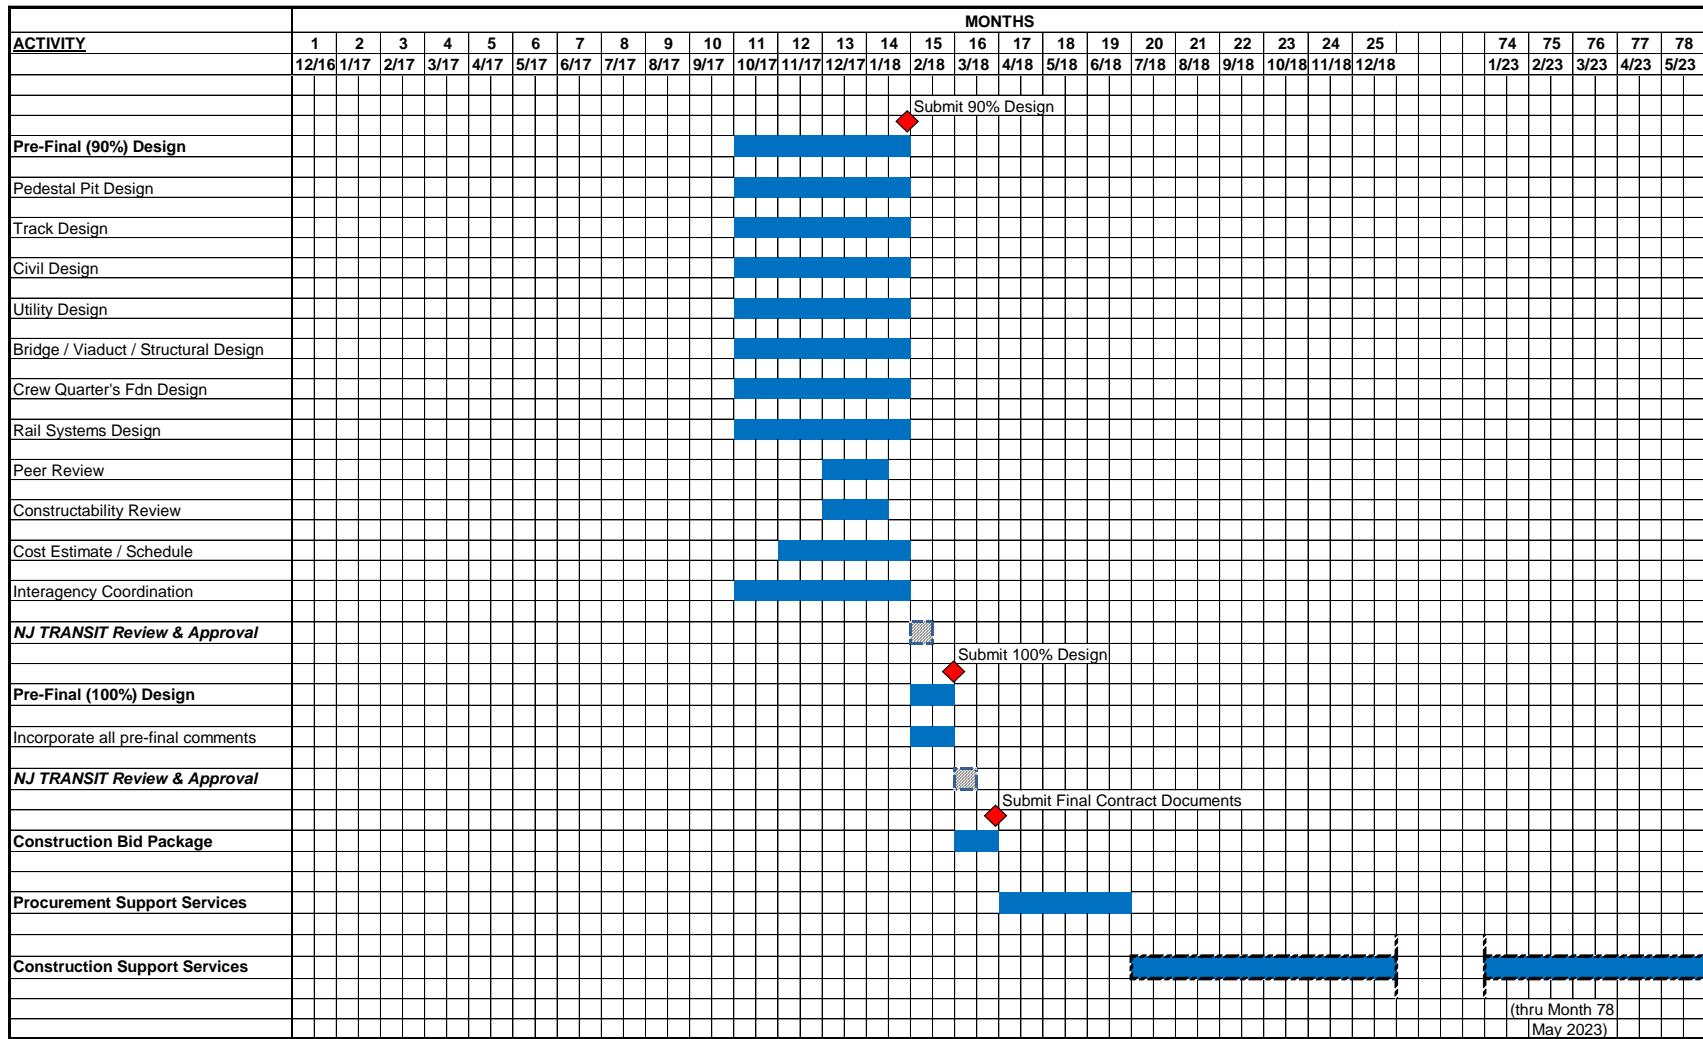 MONTHS
ACTIVITY 1 2 3 4 5 6 7 8 9 10 11 12 13 14 15 16 17 18 19 20 21 22 23 24 25 74 75 76 77 78
12/16 1/17 2/17 3/17 4/17 5/17 6/17 7/17 8/17 9/17 10/17 11/17 12/17 1/18 2/18 3/18 4/18 5/18 6/18 7/18 8/18 9/18 10/18 11/18 12/18 1/23 2/23 3/23 4/23 5/23
Submit 90% Design
Pre-Final (90%) Design
Pedestal Pit Design
Track Design
Civil Design
Utility Design
Bridge / Viaduct / Structural Design
Crew Quarter's Fdn Design
Rail Systems Design
Peer Review
Constructability Review
Cost Estimate / Schedule
Interagency Coordination
NJ TRANSIT Review & Approval
Submit 100% Design
Pre-Final (100%) Design
Incorporate all pre-final comments
NJ TRANSIT Review & Approval
Submit Final Contract Documents
Construction Bid Package
Procurement Support Services
Construction Support Services
(thru Month 78
May 2023)